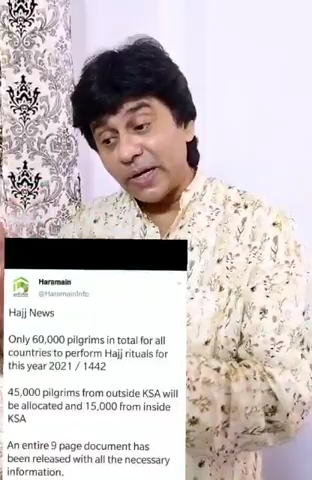 Haramain
@HaramainInfo
Hajj News
Only 60,000 pilgrims in total for all
countries to perform Hajj rituals for
this year 2021 / 1442
45,000 pilgrims from outside KSA will
be allocated and 15,000 from inside
KSA
An entire 9 page document has
been released with all the necessary
information.